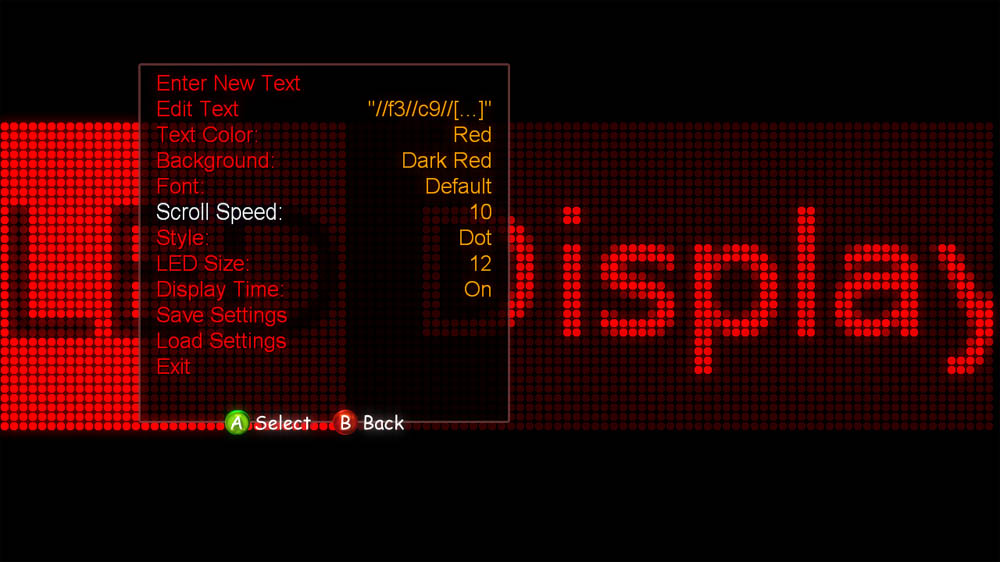 Enter New Text
Edit Text "//f3//c9//[...]"
Text Color: Red
Background: Dark Red
Font: Default
Scroll Speed: 10
Style: Dot
LED Size: 12
Display Time: On
Save Settings
Load Settings
Exit
A Select B Back
LED Display